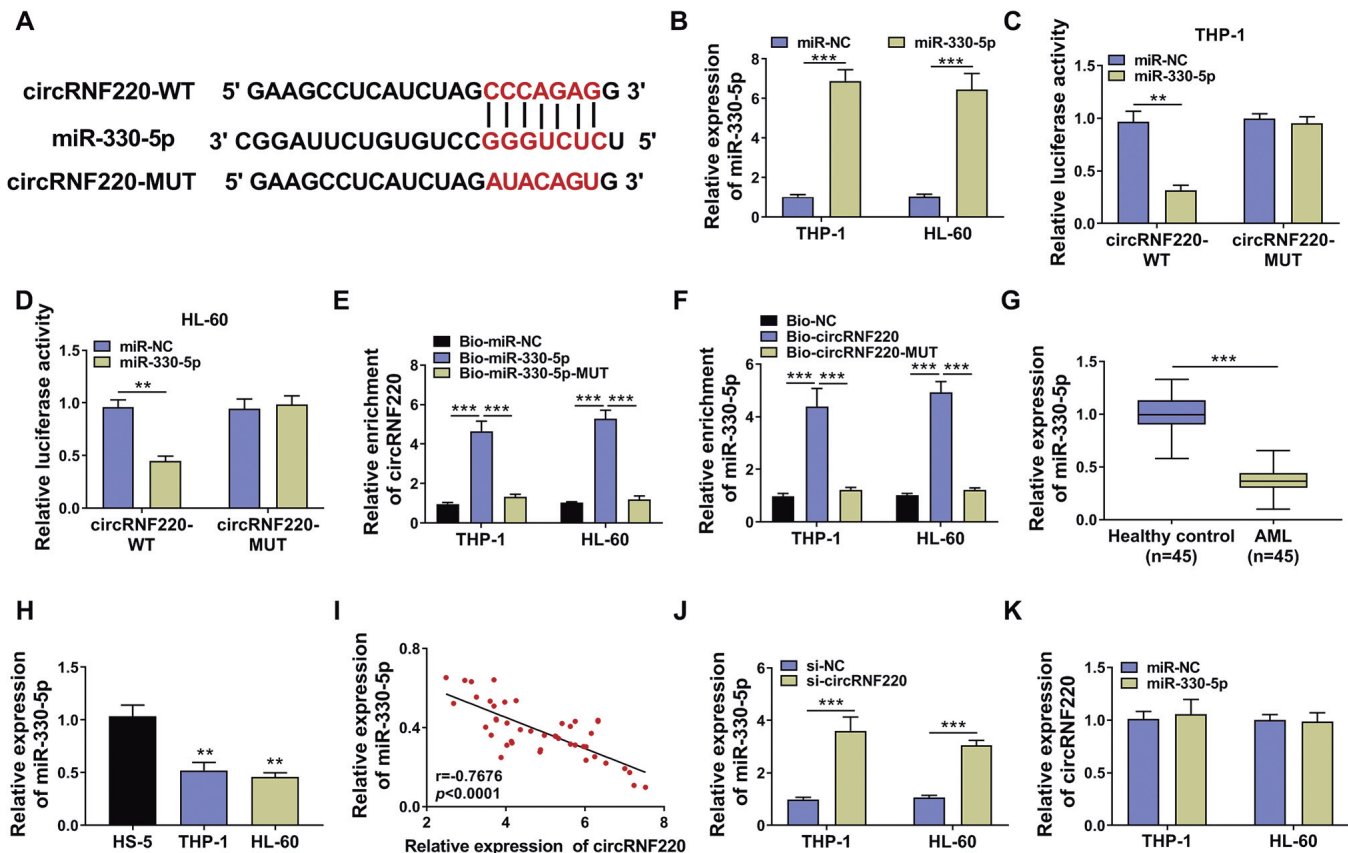 A
circRNF220-WT 5' GAAGCCUCAUCUAGCCCAGAGG 3'
miR-330-5p 3' CGGAUUCUGUGUCCGGGUCUCU 5'
circRNF220-MUT 5' GAAGCCUCAUCUAGAUACAGUG 3'
B
miR-NC miR-330-5p
Relative expression
of miR-330-5p
8
6
4
2
0
*** ***
THP-1 HL-60
C
THP-1
miR-NC
miR-330-5p
Relative luciferase activity
1.5
1.0
0.5
0.0
**
circRNF220-
WT
circRNF220-
MUT
D
HL-60
miR-NC
miR-330-5p
Relative luciferase activity
1.5
1.0
0.5
0.0
**
circRNF220-
WT
circRNF220-
MUT
E
Bio-miR-NC
Bio-miR-330-5p
Bio-miR-330-5p-MUT
Relative enrichment
of circRNF220
8
6
4
2
0
*** *** *** ***
THP-1 HL-60
F
Bio-NC
Bio-circRNF220
Bio-circRNF220-MUT
Relative enrichment
of miR-330-5p
6
4
2
0
*** *** *** ***
THP-1 HL-60
G
Relative expression
of miR-330-5p
1.5
1.0
0.5
0.0
***
Healthy control
(n=45)
AML
(n=45)
H
Relative expression
of miR-330-5p
1.5
1.0
0.5
0.0
** **
HS-5 THP-1 HL-60
I
Relative expression
of miR-330-5p
0.8
0.4
0.0
r=-0.7676
p<0.0001
2 4 6 8
Relative expression of circRNF220
J
si-NC
si-circRNF220
Relative expression
of miR-330-5p
6
4
2
0
*** ***
THP-1 HL-60
K
miR-NC
miR-330-5p
Relative expression
of circRNF220
1.5
1.0
0.5
0.0
THP-1 HL-60